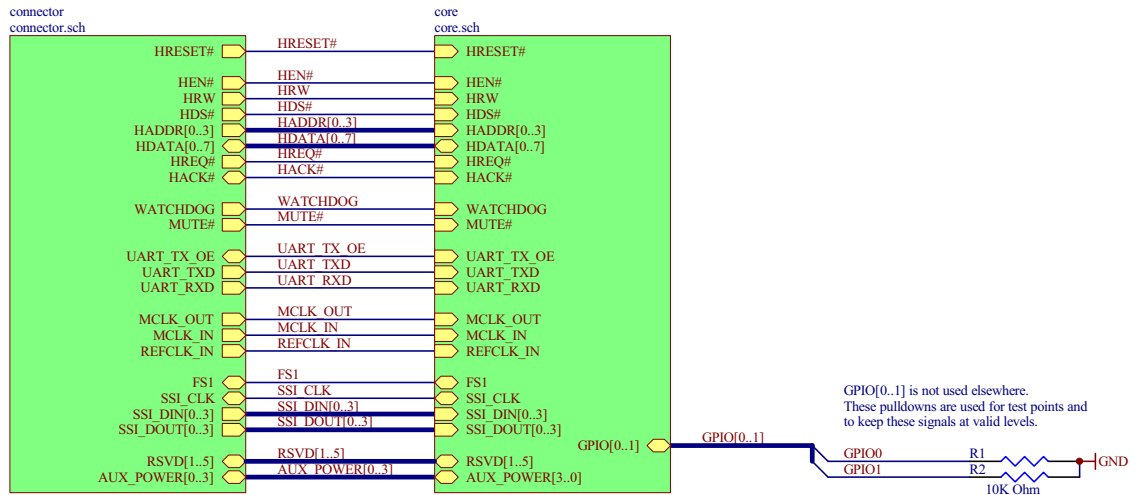 connector
connector.sch
core
core.sch
HRESET# HRESET# HRESET#
HEN# HEN# HEN#
HRW HRW HRW
HDS# HDS# HDS#
HADDR[0..3] HADDR[0..3] HADDR[0..3]
HDATA[0..7] HDATA[0..7] HDATA[0..7]
HREQ# HREQ# HREQ#
HACK# HACK# HACK#
WATCHDOG WATCHDOG WATCHDOG
MUTE# MUTE# MUTE#
UART_TX_OE UART_TX_OE UART_TX_OE
UART_TXD UART_TXD UART_TXD
UART_RXD UART_RXD UART_RXD
MCLK_OUT MCLK_OUT MCLK_OUT
MCLK_IN MCLK_IN MCLK_IN
REFCLK_IN REFCLK_IN REFCLK_IN
FS1 FS1 FS1
SSI_CLK SSI_CLK SSI_CLK
SSI_DIN[0..3] SSI_DIN[0..3] SSI_DIN[0..3]
SSI_DOUT[0..3] SSI_DOUT[0..3] SSI_DOUT[0..3]
RSVD[1..5] RSVD[1..5] RSVD[1..5]
AUX_POWER[0..3] AUX_POWER[0..3] AUX_POWER[3..0]
GPIO[0..1] is not used elsewhere.
These pulldowns are used for test points and
to keep these signals at valid levels.
GPIO[0..1] GPIO[0..1]
GPIO0 R1
GPIO1 R2
GND
10K Ohm